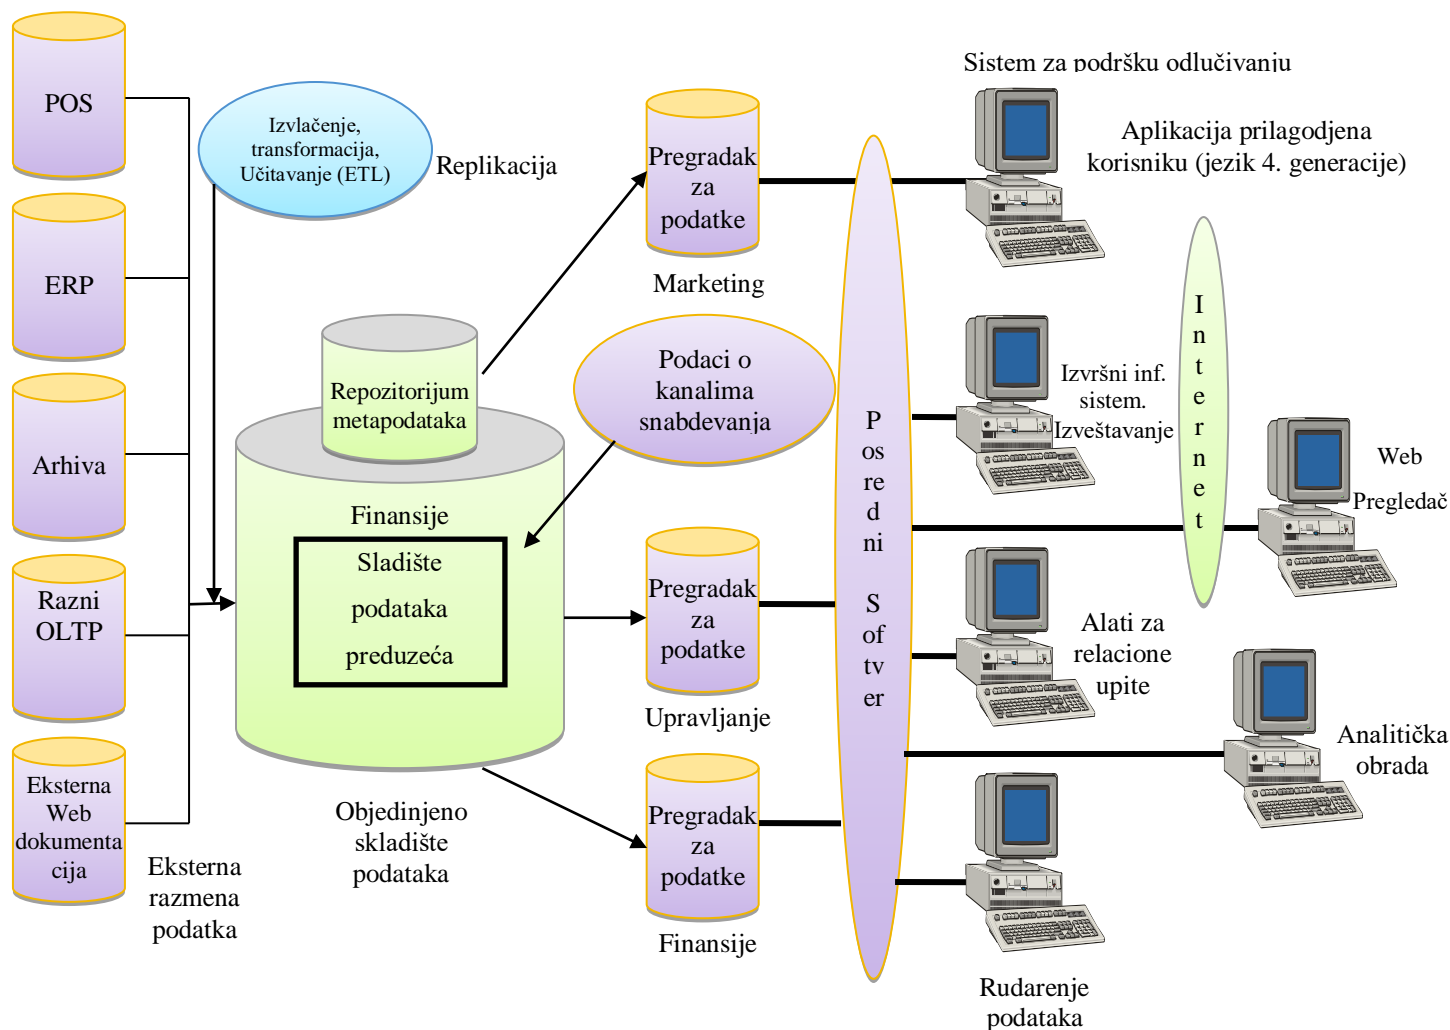 POS
ERP
Arhiva
Razni
OLTP
Eksterna
Web
dokumenta
cija
Eksterna
razmena
podatka
Izvlačenje,
transformacija,
Učitavanje (ETL)
Replikacija
Repozitorijum
metapodataka
Finansije
Sladište
podataka
preduzeća
Objedinjeno
skladište
podataka
Pregradak
za
podatke
Marketing
Podaci o
kanalima
snabdevanja
Pregradak
za
podatke
Upravljanje
Pregradak
za
podatke
Finansije
P
os
re
d
ni
S
of
tv
er
Sistem za podršku odlučivanju
Aplikacija prilagodjena
korisniku (jezik 4. generacije)
Izvršni inf.
sistem.
Izveštavanje
I
n
t
e
r
n
e
t
Web
Pregledač
Alati za
relacione
upite
Analitička
obrada
Rudarenje
podataka